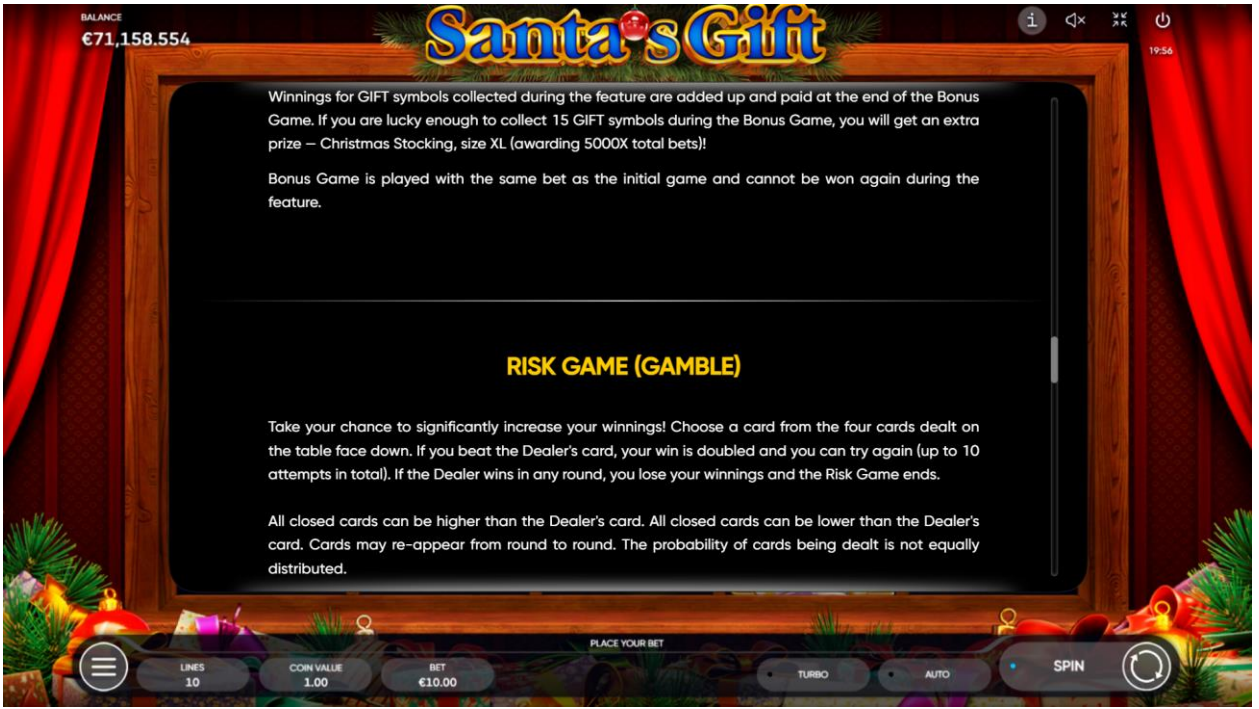 BALANCE
€71,158.554
Santa's Gift
i
19:56
Winnings for GIFT symbols collected during the feature are added up and paid at the end of the Bonus
Game. If you are lucky enough to collect 15 GIFT symbols during the Bonus Game, you will get an extra
prize — Christmas Stocking, size XL (awarding 5000X total bets)!
Bonus Game is played with the same bet as the initial game and cannot be won again during the
feature.
RISK GAME (GAMBLE)
Take your chance to significantly increase your winnings! Choose a card from the four cards dealt on
the table face down. If you beat the Dealer's card, your win is doubled and you can try again (up to 10
attempts in total). If the Dealer wins in any round, you lose your winnings and the Risk Game ends.
All closed cards can be higher than the Dealer's card. All closed cards can be lower than the Dealer's
card. Cards may re-appear from round to round. The probability of cards being dealt is not equally
distributed.
PLACE YOUR BET
LINES
10
COIN VALUE
1.00
BET
€10.00
TURBO
AUTO
SPIN